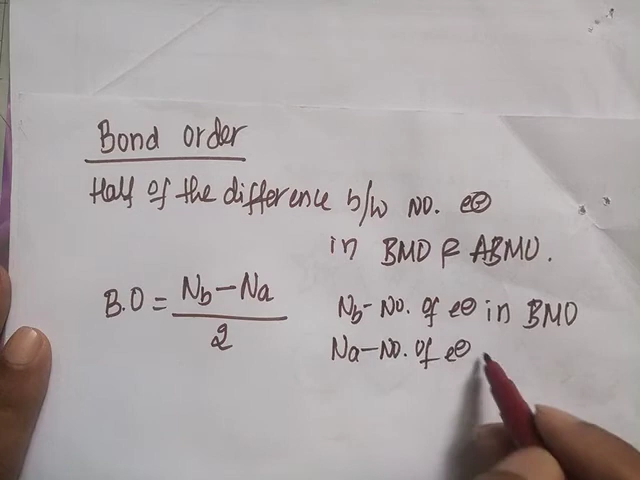 Bond order
Half of the difference b/w NO. e⊖
in BMO & ABMO.
B.O = Nb-Na / 2
Nb- No. of e⊖ in BMO
Na-No. of e⊖